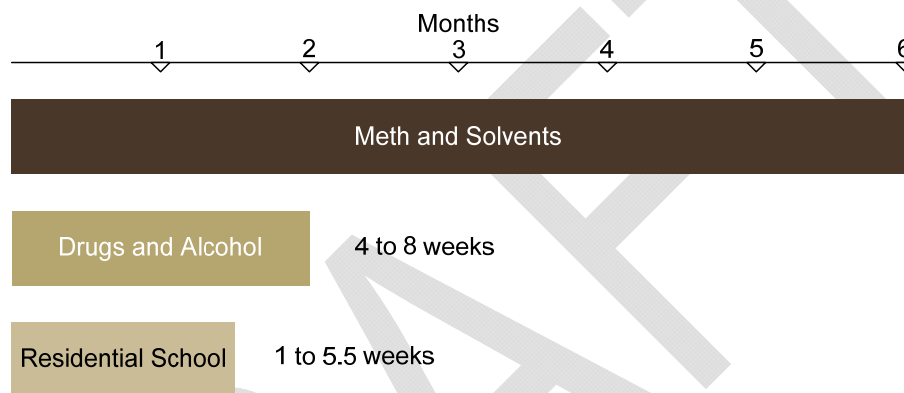 Months
1 2 3 4 5 6
Meth and Solvents
Drugs and Alcohol 4 to 8 weeks
Residential School 1 to 5.5 weeks